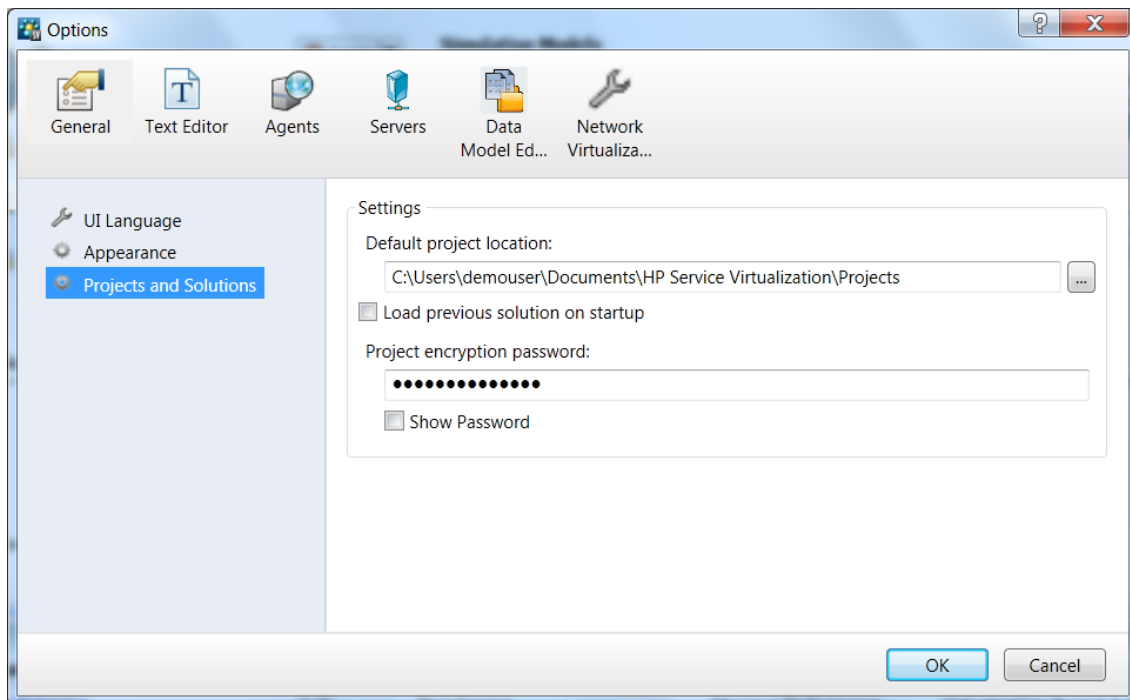 Options
General Text Editor Agents Servers Data Network
Model Ed... Virtualiza...
UI Language
Appearance
Projects and Solutions
Settings
Default project location:
C:\Users\demouser\Documents\HP Service Virtualization\Projects
...
Load previous solution on startup
Project encryption password:
••••••••••••••
Show Password
OK Cancel